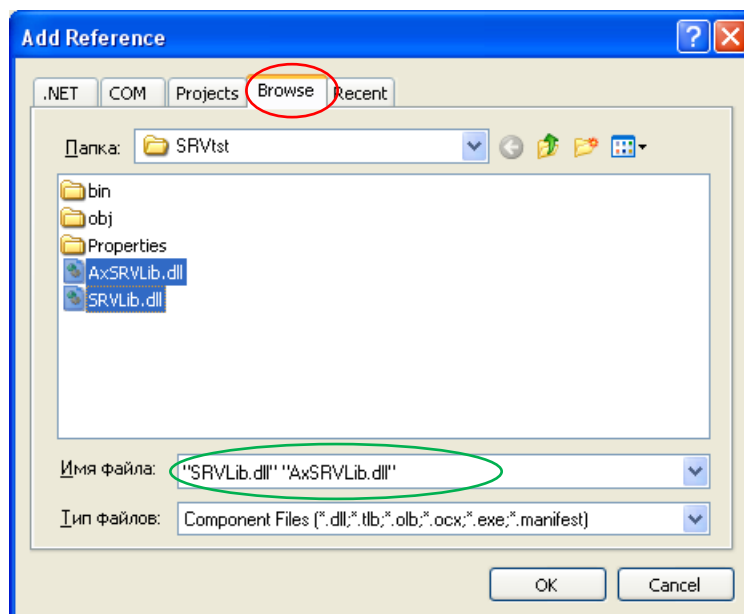 Add Reference
.NET COM Projects Browse Recent
Папка: SRVtst
bin
obj
Properties
AxSRVLib.dll
SRVLib.dll
Имя файла: "SRVLib.dll" "AxSRVLib.dll"
Тип файлов: Component Files (*.dll;*.tlb;*.olb;*.ocx;*.exe;*.manifest)
OK Cancel